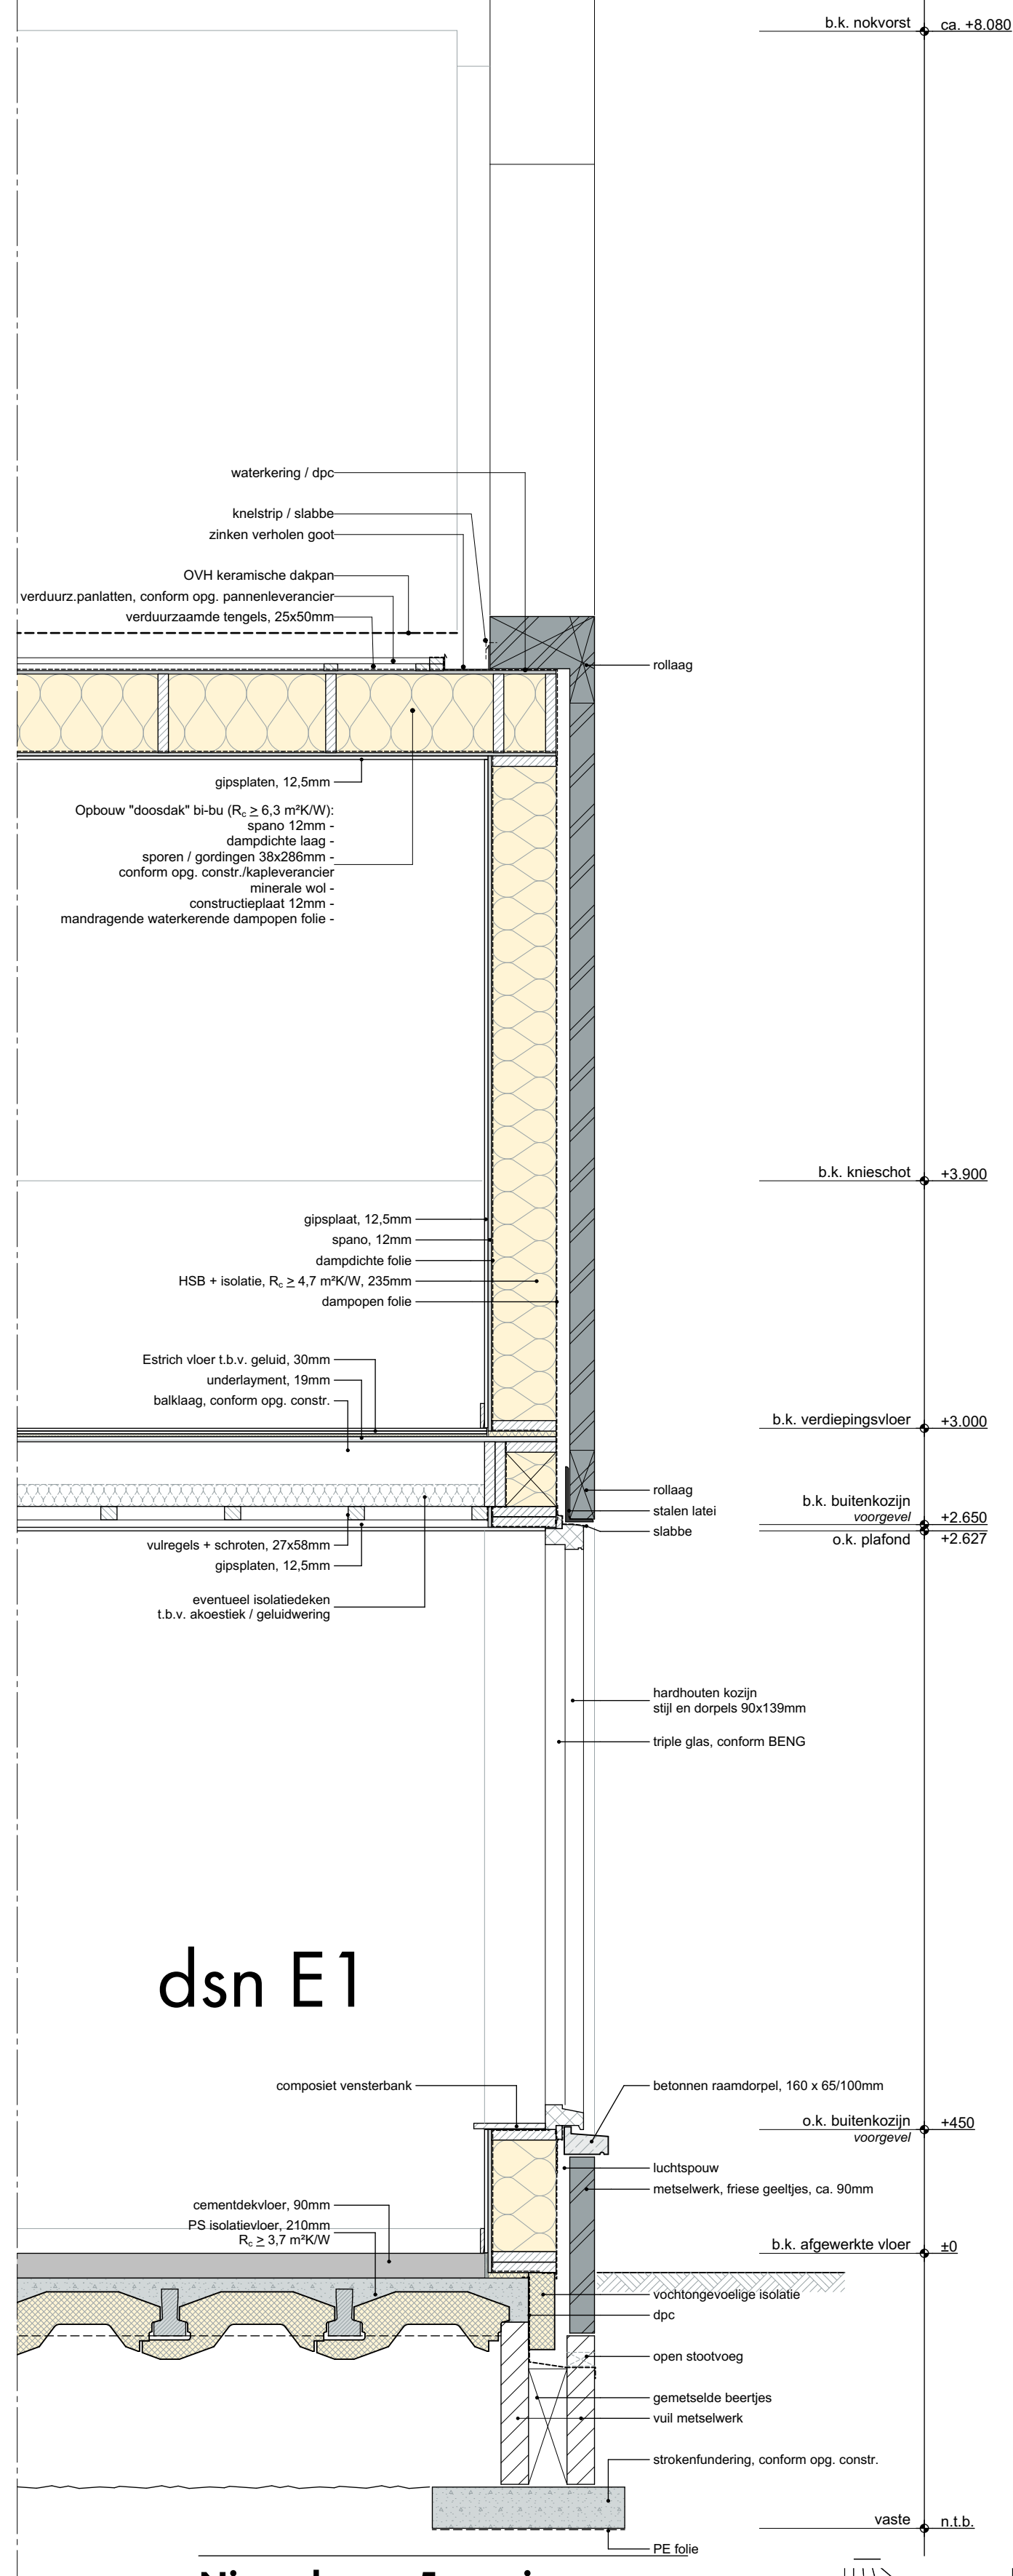 b.k. nokvorst
ca. +8.080
waterkering / dpc
knelstrip / slabbe
zinken verholen goot
OVH keramische dakpan
verduurz.panlatten, conform opg. pannenleverancier
verduurzaamde tengels, 25x50mm
rollaag
gipsplaten, 12,5mm
Opbouw "doosdak" bi-bu (Rc ≥ 6,3 m²K/W):
spano 12mm -
dampdichte laag -
sporen / gordingen 38x286mm -
conform opg. constr./kapleverancier
minerale wol -
constructieplaat 12mm -
mandragende waterkerende dampopen folie -
b.k. knieschot
+3.900
gipsplaat, 12,5mm
spano, 12mm
dampdichte folie
HSB + isolatie, Rc ≥ 4,7 m²K/W, 235mm
dampopen folie
Estrich vloer t.b.v. geluid, 30mm
underlayment, 19mm
balklaag, conform opg. constr.
b.k. verdiepingsvloer
+3.000
rollaag
stalen latei
slabbe
b.k. buitenkozijn
voorgevel
+2.650
o.k. plafond
+2.627
vulregels + schroten, 27x58mm
gipsplaten, 12,5mm
eventueel isolatiedeken
t.b.v. akoestiek / geluidwering
hardhouten kozijn
stijl en dorpels 90x139mm
triple glas, conform BENG
dsn E1
composiet vensterbank
betonnen raamdorpel, 160 x 65/100mm
o.k. buitenkozijn
voorgevel
+450
luchtspouw
metselwerk, friese geeltjes, ca. 90mm
cementdekvloer, 90mm
PS isolatievloer, 210mm
Rc ≥ 3,7 m²K/W
b.k. afgewerkte vloer
±0
vochtongevoelige isolatie
dpc
open stootvoeg
gemetselde beertjes
vuil metselwerk
strokenfundering, conform opg. constr.
vaste
n.t.b.
PE folie